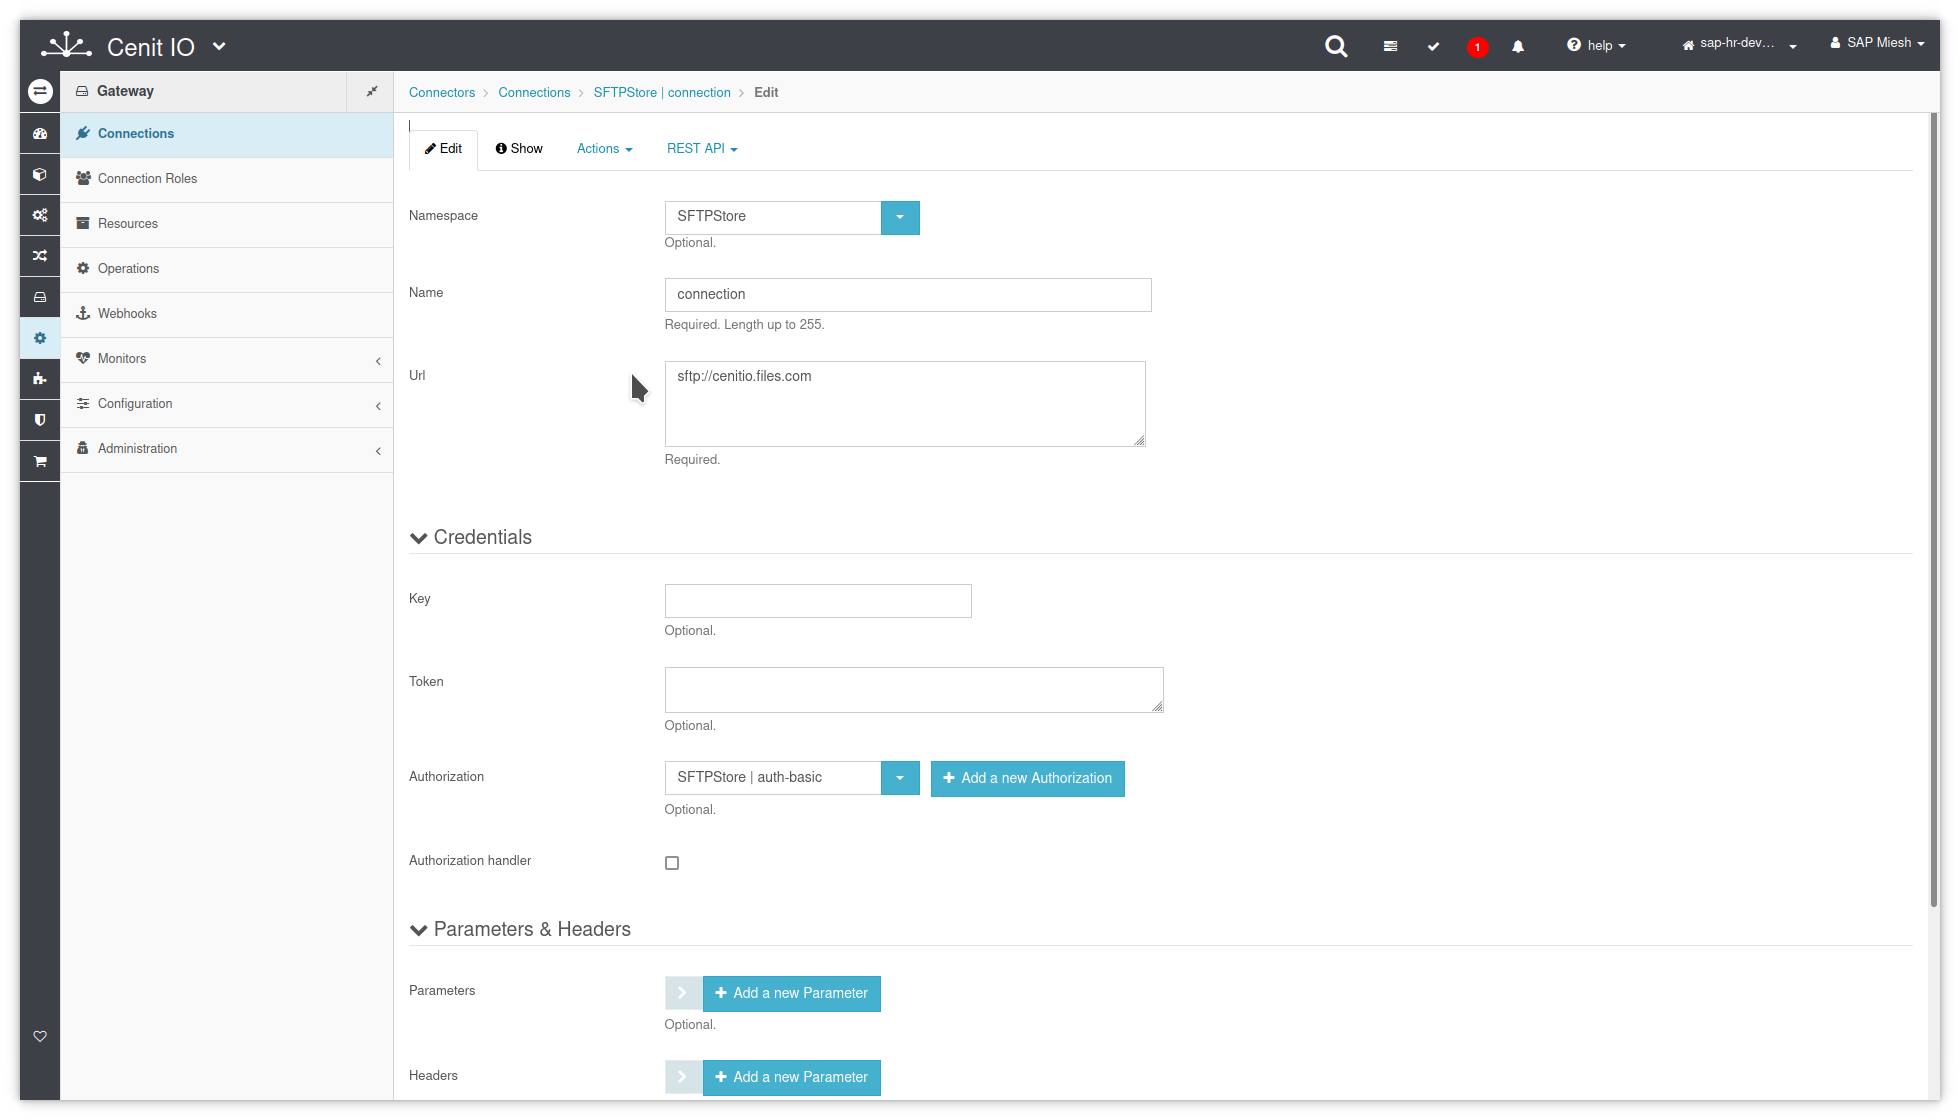 Cenit IO
1
help
sap-hr-dev...
SAP Miesh
Gateway
Connectors
Connections
SFTPStore | connection
Edit
Connections
Connection Roles
Resources
Operations
Webhooks
Monitors
Configuration
Administration
Edit
Show
Actions
REST API
Namespace
SFTPStore
Optional.
Name
connection
Required. Length up to 255.
Url
sftp://cenitio.files.com
Required.
Credentials
Key
Optional.
Token
Optional.
Authorization
SFTPStore | auth-basic
Add a new Authorization
Optional.
Authorization handler
Parameters & Headers
Parameters
Add a new Parameter
Optional.
Headers
Add a new Parameter